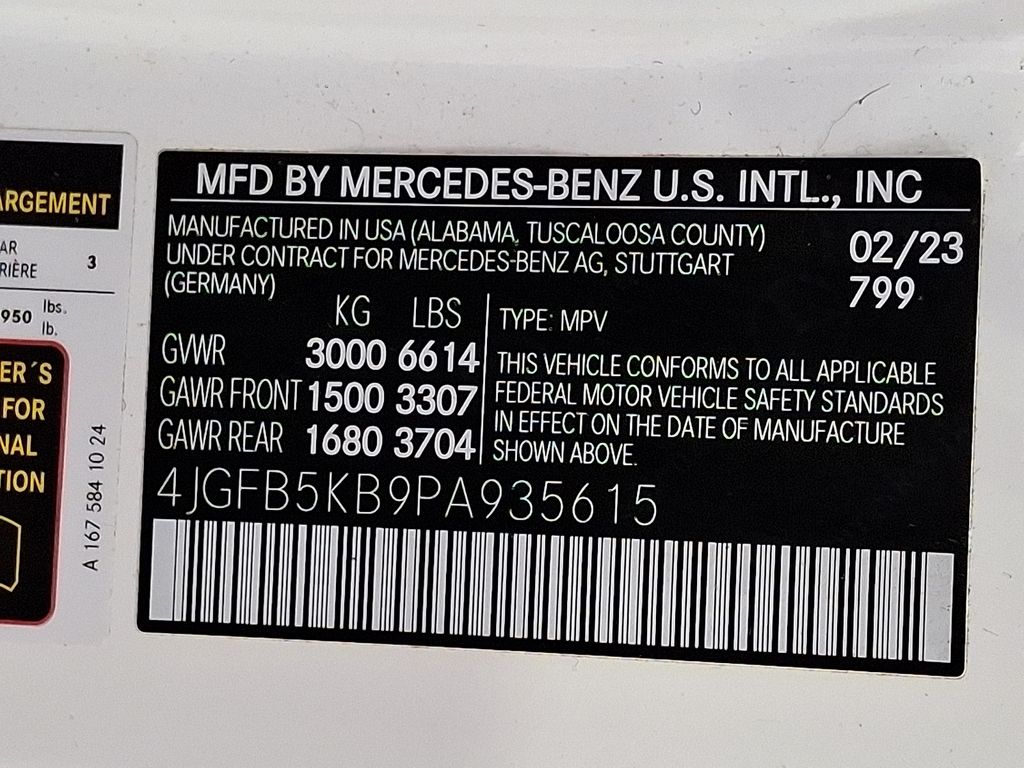 ARGEMENT
AR
RIÈRE 3
950 lbs.
lb.
ER´S
FOR
NAL
TION
A 167 584 10 24
MFD BY MERCEDES-BENZ U.S. INTL., INC
MANUFACTURED IN USA (ALABAMA, TUSCALOOSA COUNTY)
UNDER CONTRACT FOR MERCEDES-BENZ AG, STUTTGART
(GERMANY)
02/23
799
KG LBS
GVWR 3000 6614
GAWR FRONT 1500 3307
GAWR REAR 1680 3704
TYPE: MPV
THIS VEHICLE CONFORMS TO ALL APPLICABLE
FEDERAL MOTOR VEHICLE SAFETY STANDARDS
IN EFFECT ON THE DATE OF MANUFACTURE
SHOWN ABOVE.
4JGFB5KB9PA935615